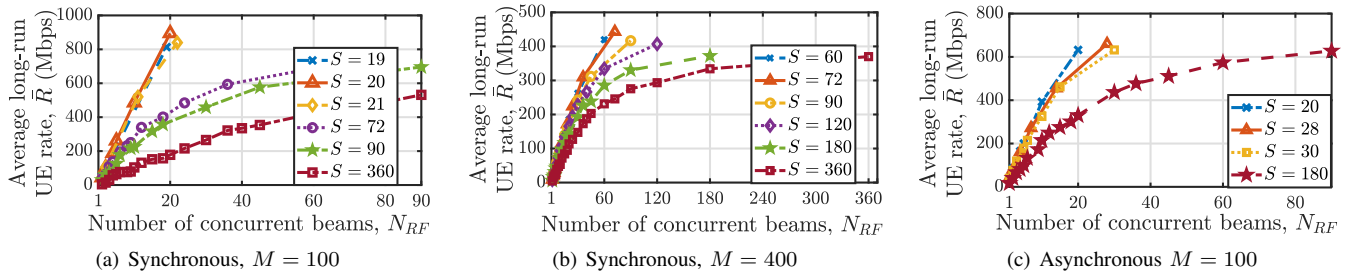 Average long-run
UE rate, R̄ (Mbps)
1000
800
600
400
200
0
S = 19
S = 20
S = 21
S = 72
S = 90
S = 360
1 20 40 90
Number of concurrent beams, N_RF
(a) Synchronous, M = 100
Average long-run
UE rate, R̄ (Mbps)
500
400
300
200
100
0
S = 60
S = 72
S = 90
S = 120
S = 180
S = 360
1 60 120 180 240 300 360
Number of concurrent beams, N_RF
(b) Synchronous, M = 400
Average long-run
UE rate, R̄ (Mbps)
800
600
400
200
0
S = 20
S = 28
S = 30
S = 180
1 20 40 60 80
Number of concurrent beams, N_RF
(c) Asynchronous M = 100